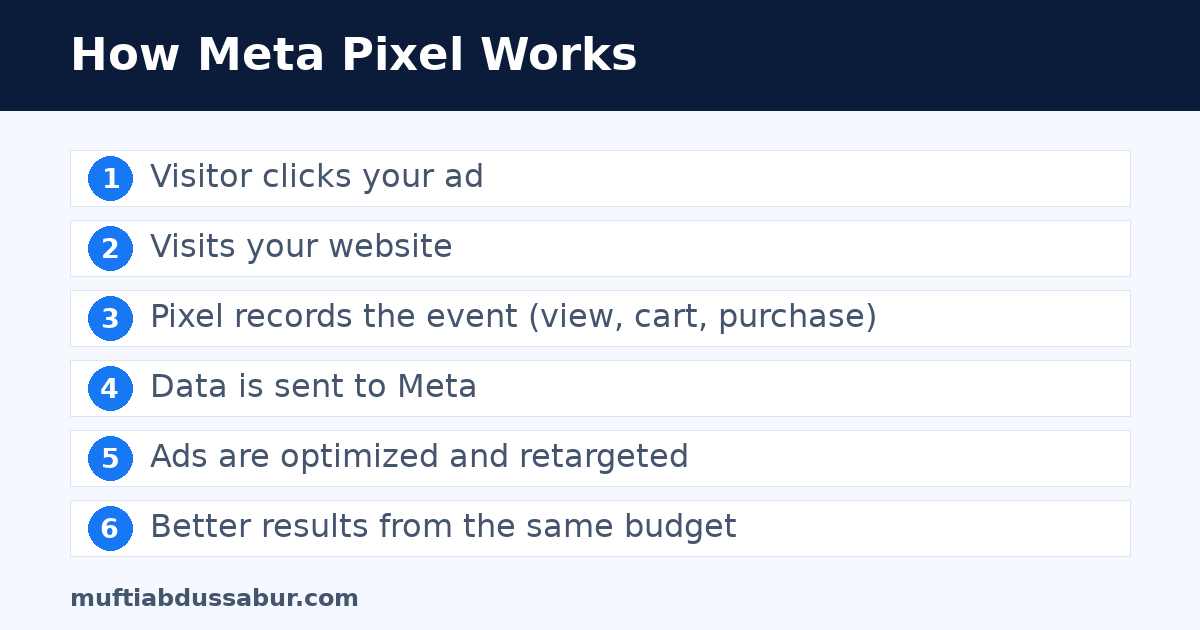 How Meta Pixel Works
1 Visitor clicks your ad
2 Visits your website
3 Pixel records the event (view, cart, purchase)
4 Data is sent to Meta
5 Ads are optimized and retargeted
6 Better results from the same budget
muftiabdussabur.com